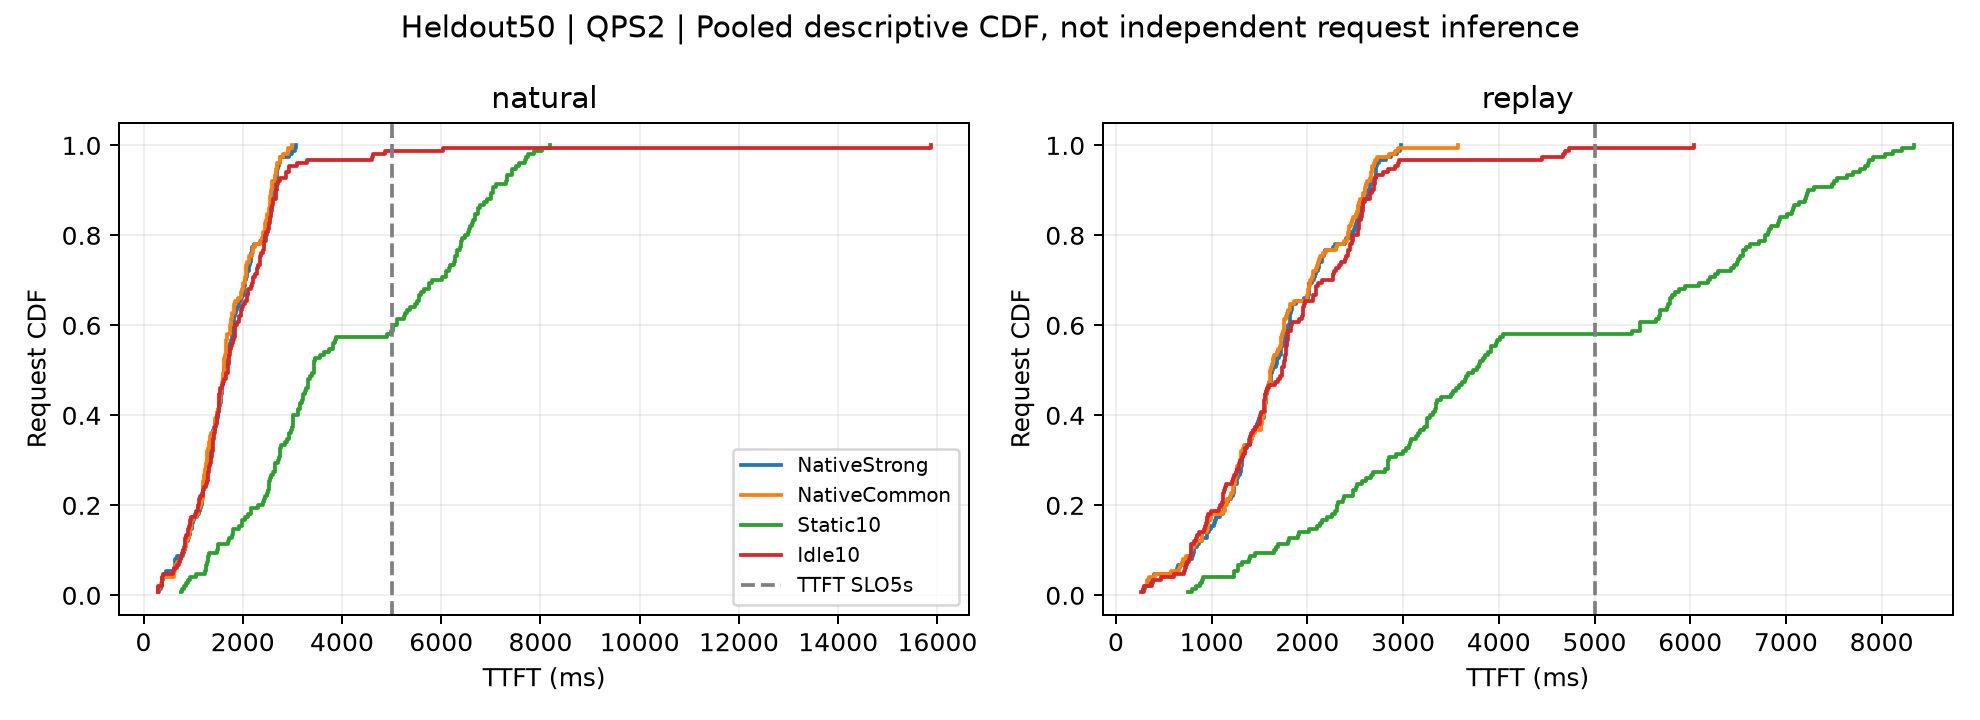 Heldout50 | QPS2 | Pooled descriptive CDF, not independent request inference
natural
Request CDF
1.0
0.8
0.6
0.4
0.2
0.0
0 2000 4000 6000 8000 10000 12000 14000 16000
TTFT (ms)
NativeStrong
NativeCommon
Static10
Idle10
TTFT SLO5s
replay
Request CDF
1.0
0.8
0.6
0.4
0.2
0.0
0 1000 2000 3000 4000 5000 6000 7000 8000
TTFT (ms)